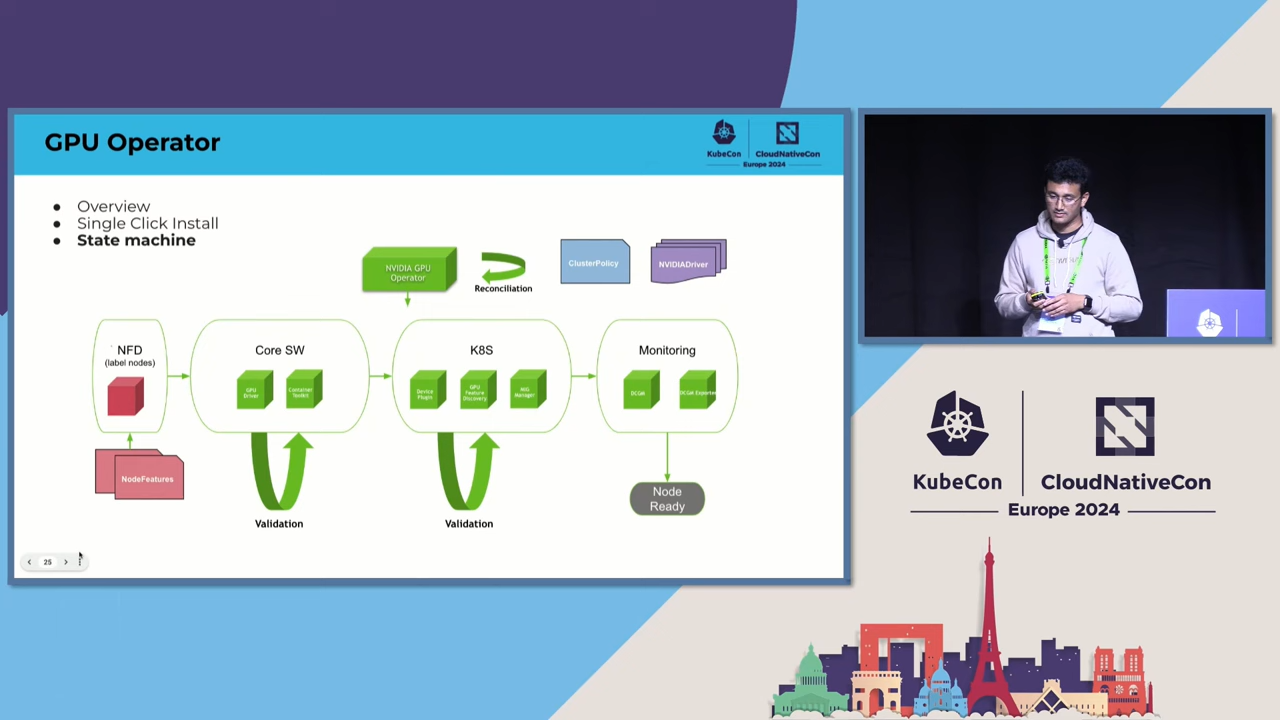 GPU Operator
KubeCon
CloudNativeCon
Europe 2024
Overview
Single Click Install
State machine
NVIDIA GPU
Operator
Reconciliation
ClusterPolicy
NVIDIADriver
NFD
(label nodes)
Core SW
GPU
Driver
Container
Toolkit
K8S
Device
Plugin
GPU
Feature
Discovery
MIG
Manager
Monitoring
DCGM
DCGM Exporter
NodeFeatures
Validation
Validation
Node
Ready
25
KubeCon
CloudNativeCon
Europe 2024